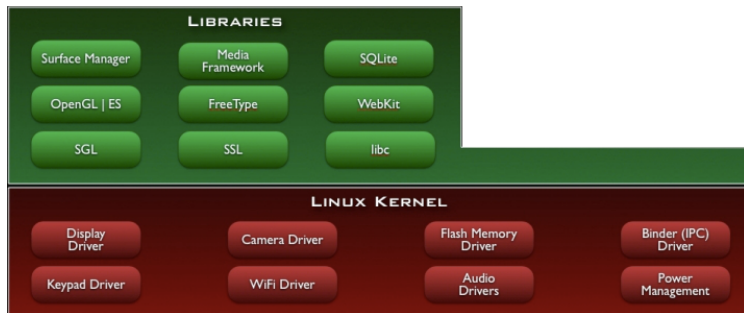 LIBRARIES
Surface Manager
Media
Framework
SQLite
OpenGL | ES
FreeType
WebKit
SGL
SSL
libc
LINUX KERNEL
Display
Driver
Camera Driver
Flash Memory
Driver
Binder (IPC)
Driver
Keypad Driver
WiFi Driver
Audio
Drivers
Power
Management